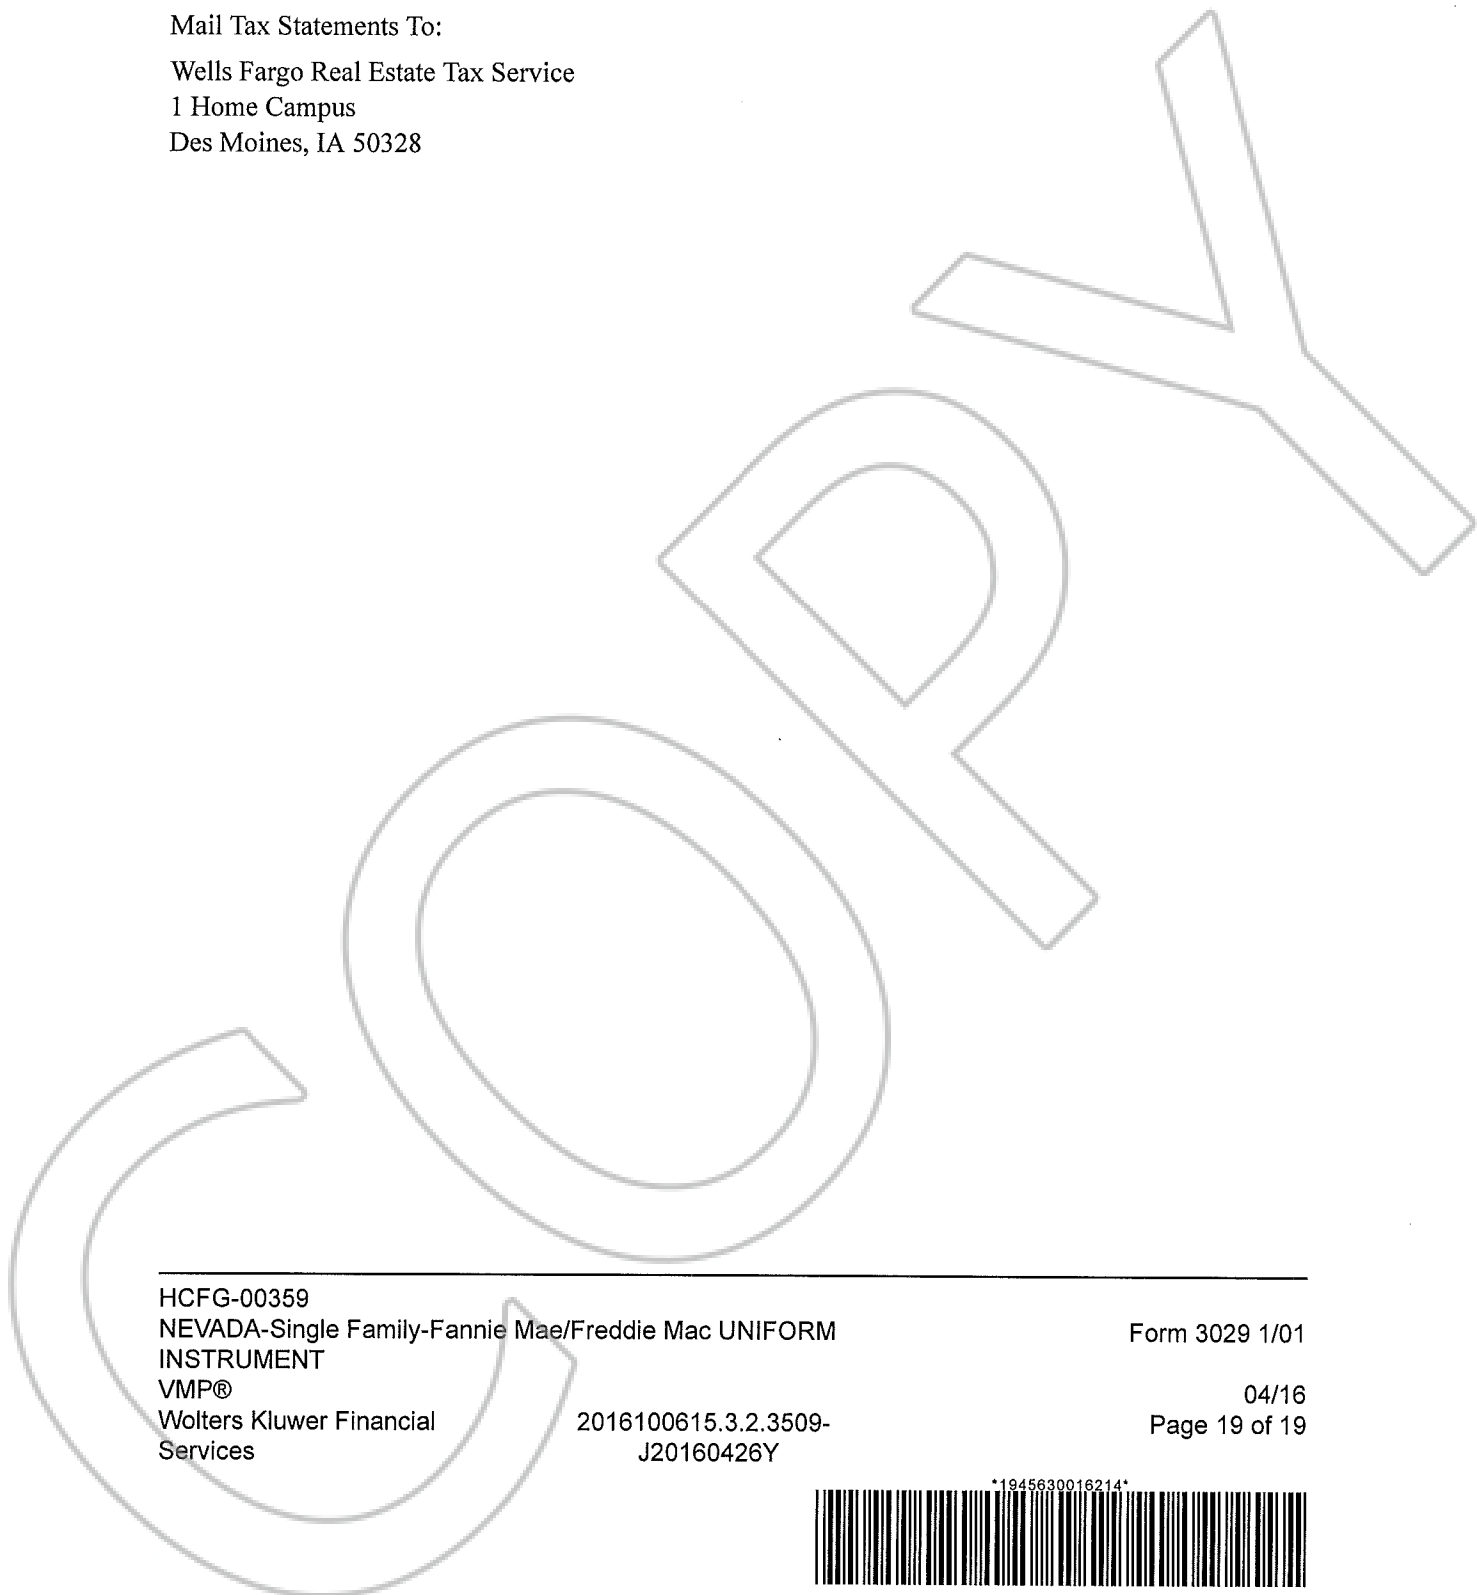 Mail Tax Statements To:
Wells Fargo Real Estate Tax Service
1 Home Campus
Des Moines, IA 50328
COPY
HCFG-00359
NEVADA-Single Family-Fannie Mae/Freddie Mac UNIFORM
INSTRUMENT
Form 3029 1/01
VMP®
04/16
Wolters Kluwer Financial
Services
2016100615.3.2.3509-
J20160426Y
Page 19 of 19
*1945630016214*